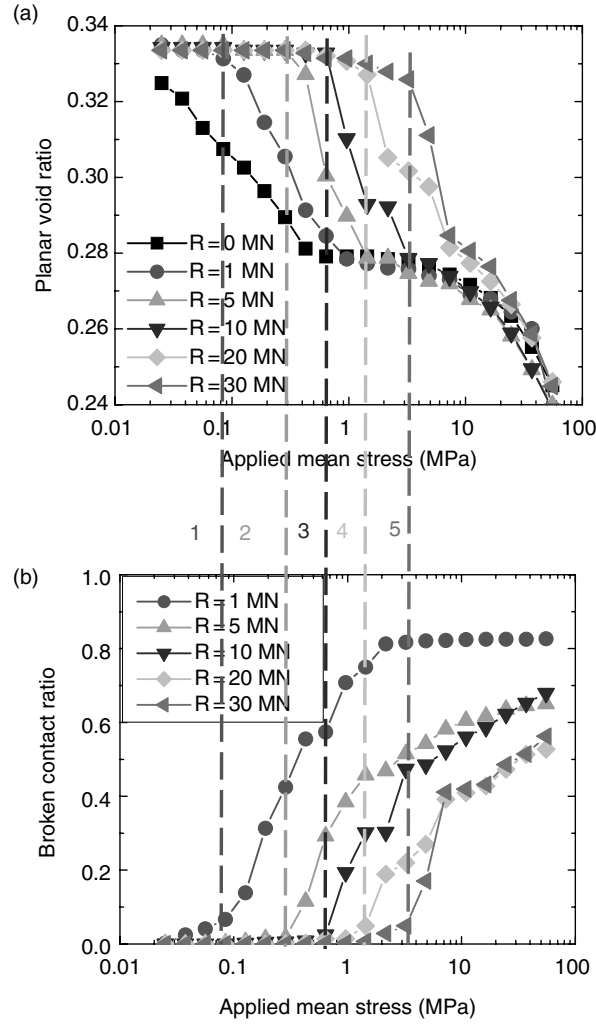 (a)
0.34
0.32
0.30
0.28
0.26
0.24
Planar void ratio
R = 0 MN
R = 1 MN
R = 5 MN
R = 10 MN
R = 20 MN
R = 30 MN
0.01 0.1 1 10 100
Applied mean stress (MPa)
1 2 3 4 5
(b)
1.0
0.8
0.6
0.4
0.2
0.0
Broken contact ratio
R = 1 MN
R = 5 MN
R = 10 MN
R = 20 MN
R = 30 MN
0.01 0.1 1 10 100
Applied mean stress (MPa)